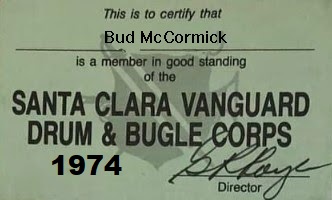 This is to certify that
Bud McCormick
is a member in good standing
of the
SANTA CLARA VANGUARD
DRUM & BUGLE CORPS
1974
Director